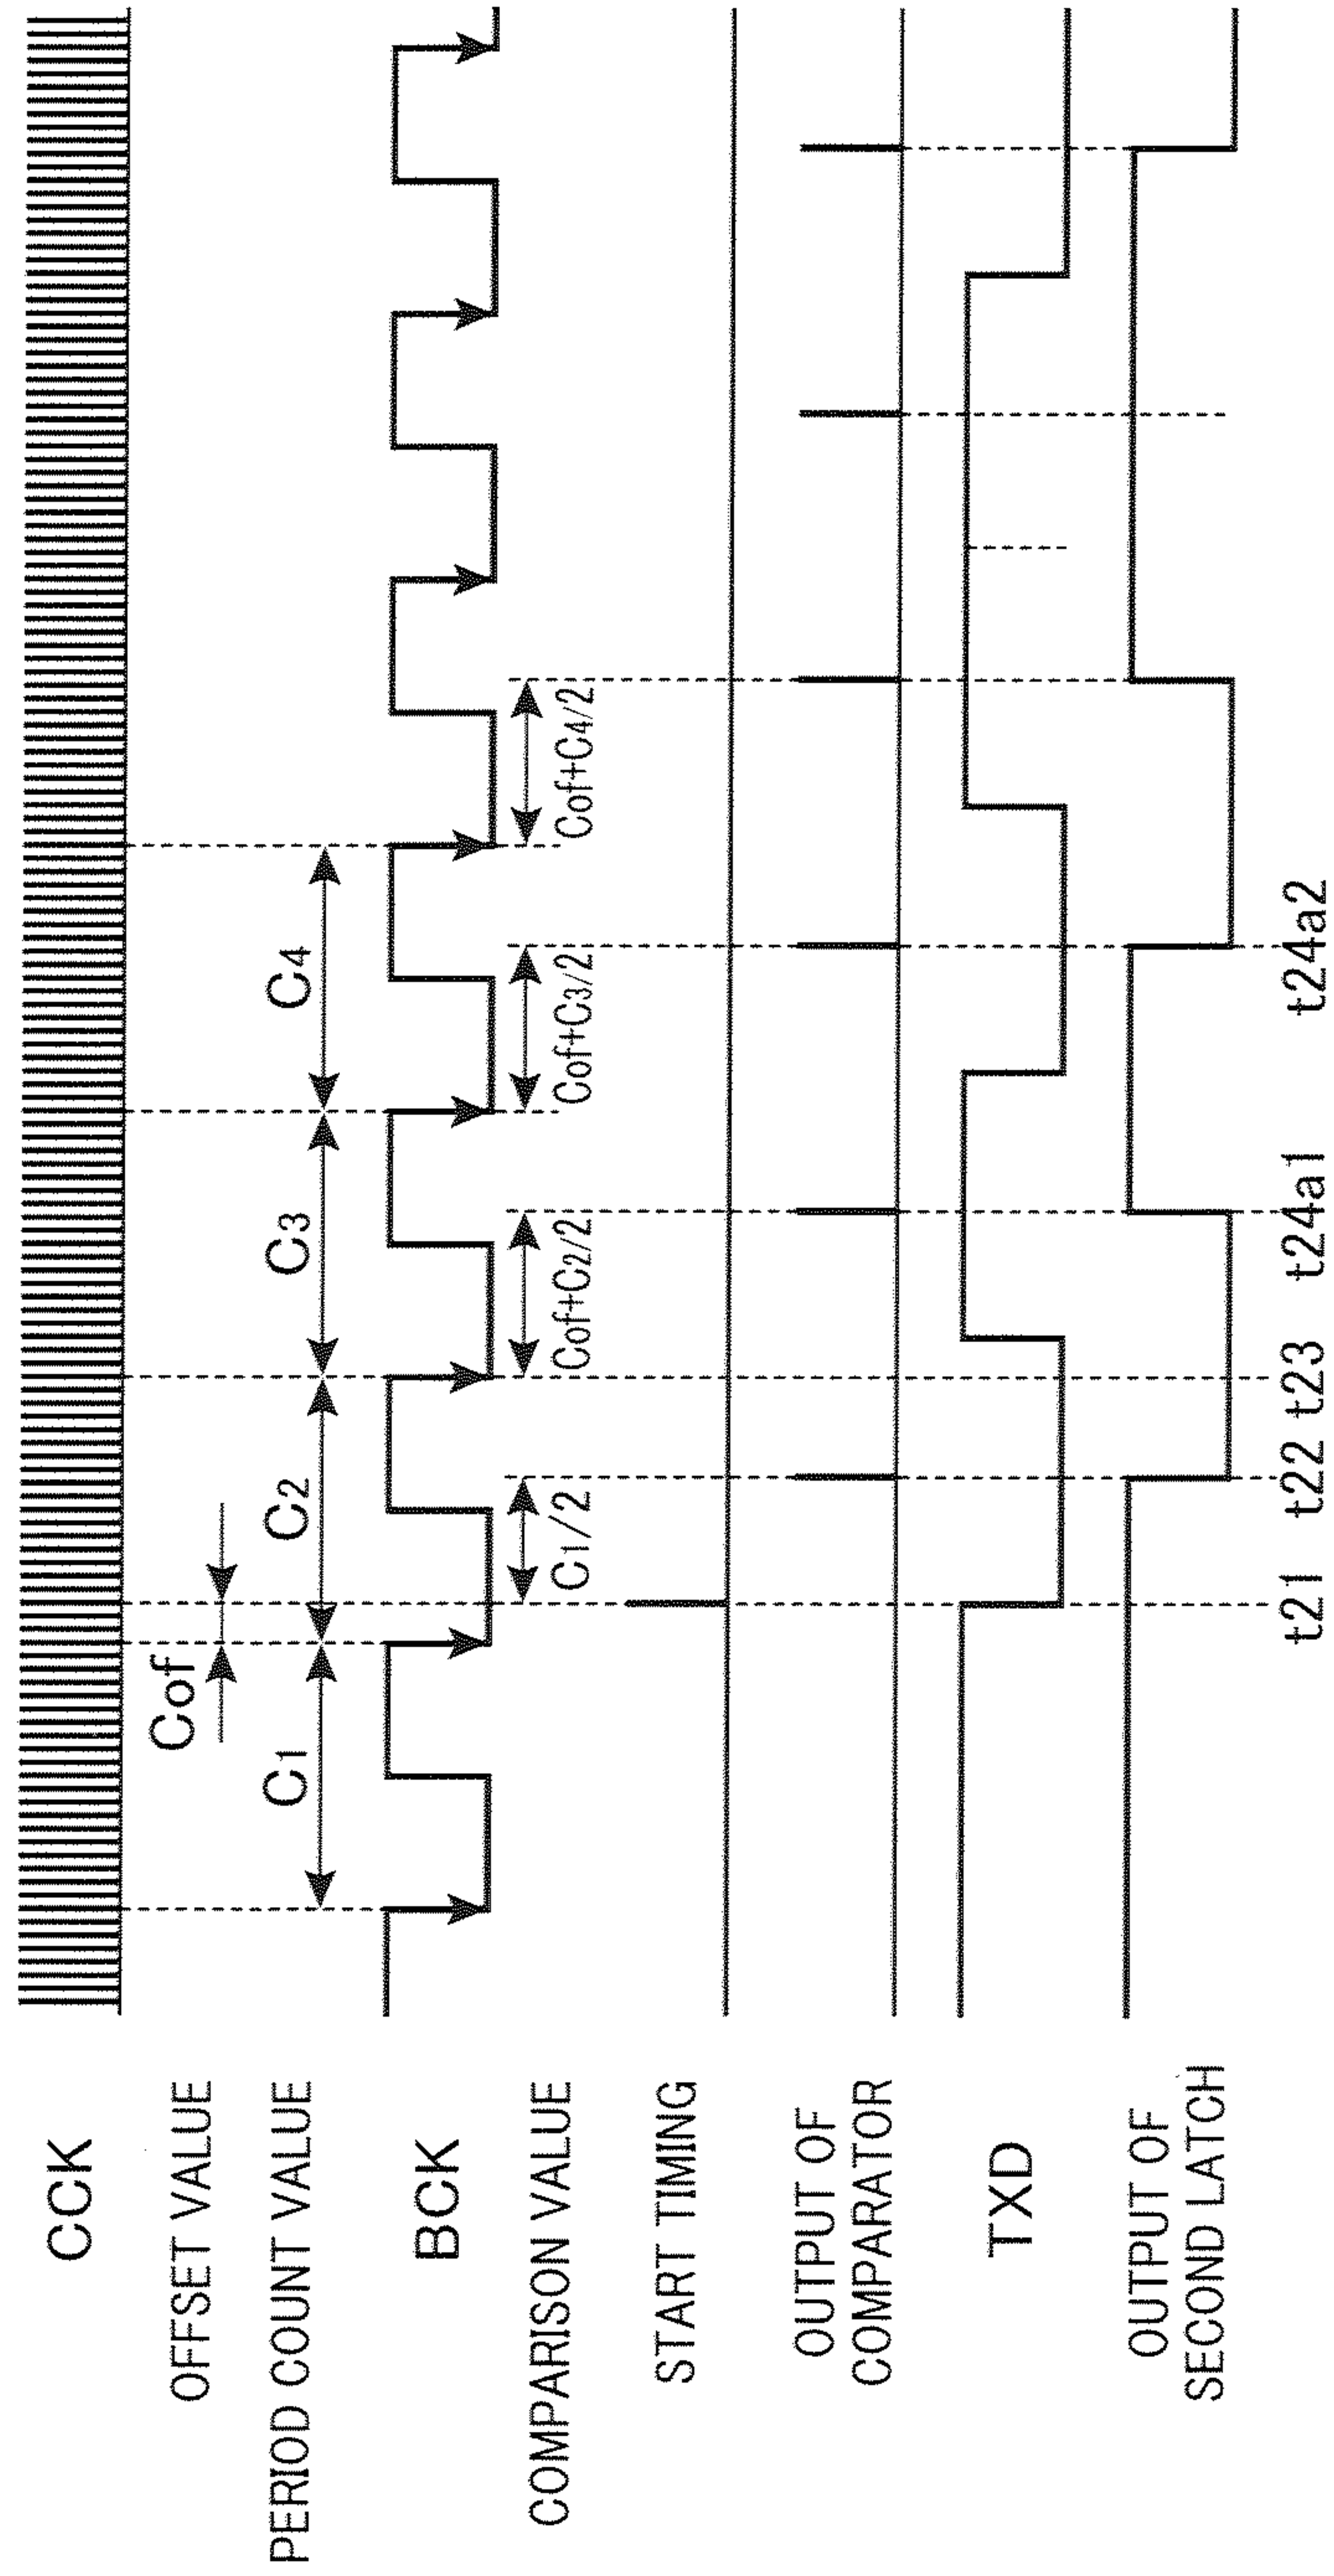 CCK
OFFSET VALUE
Cof
PERIOD COUNT VALUE
C1
C2
C3
C4
BCK
COMPARISON VALUE
C1/2
Cof+C2/2
Cof+C3/2
Cof+C4/2
START TIMING
OUTPUT OF
COMPARATOR
TXD
OUTPUT OF
SECOND LATCH
t21
t22
t23
t24a1
t24a2